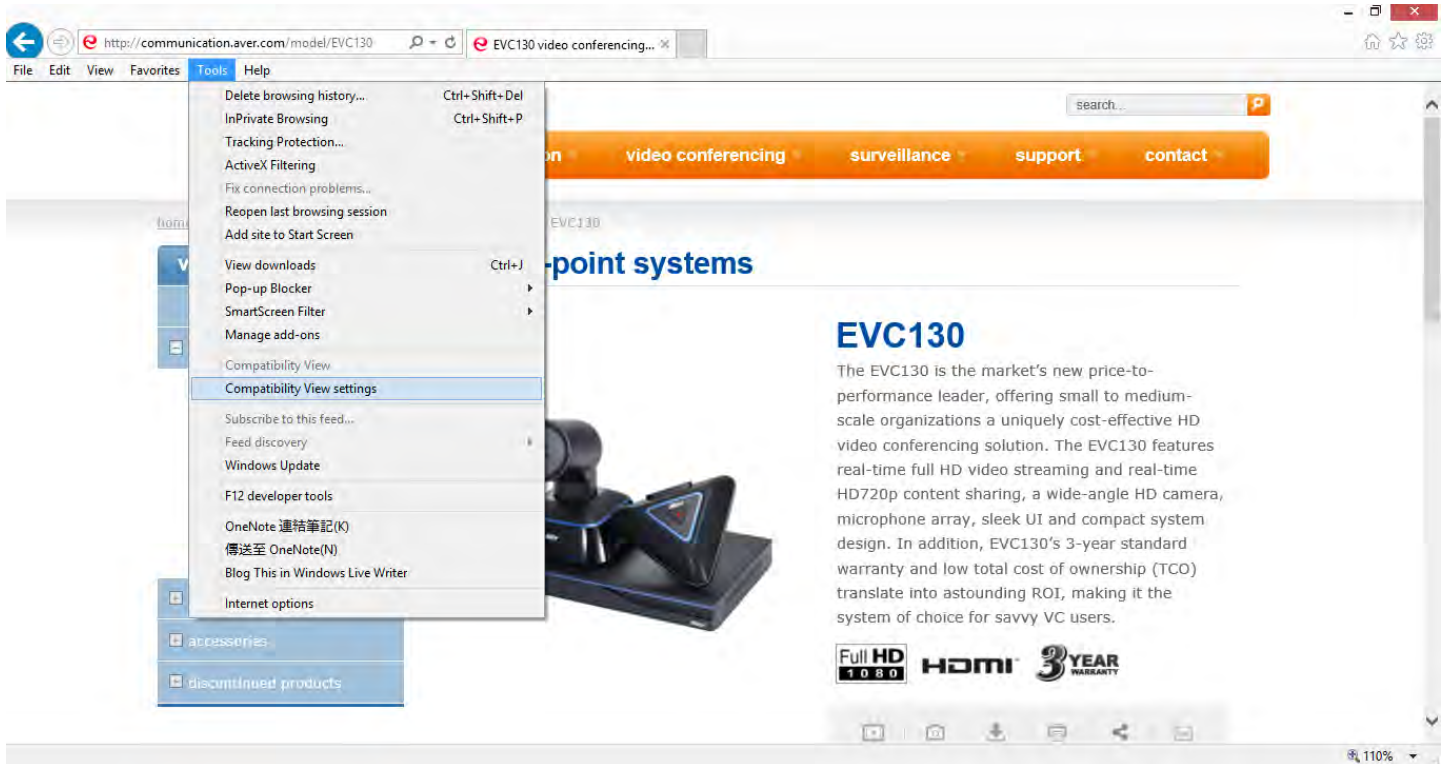 http://communication.aver.com/model/EVC130
EVC130 video conferencing...
File Edit View Favorites Tools Help
Delete browsing history... Ctrl+Shift+Del
InPrivate Browsing Ctrl+Shift+P
Tracking Protection...
ActiveX Filtering
Fix connection problems...
Reopen last browsing session
Add site to Start Screen
View downloads Ctrl+J
Pop-up Blocker
SmartScreen Filter
Manage add-ons
Compatibility View
Compatibility View settings
Subscribe to this feed...
Feed discovery
Windows Update
F12 developer tools
OneNote 連結筆記(K)
傳送至 OneNote(N)
Blog This in Windows Live Writer
Internet options
search...
on video conferencing surveillance support contact
hom EVC130
v
-point systems
accessories
discontinued products
EVC130
The EVC130 is the market's new price-to-
performance leader, offering small to medium-
scale organizations a uniquely cost-effective HD
video conferencing solution. The EVC130 features
real-time full HD video streaming and real-time
HD720p content sharing, a wide-angle HD camera,
microphone array, sleek UI and compact system
design. In addition, EVC130's 3-year standard
warranty and low total cost of ownership (TCO)
translate into astounding ROI, making it the
system of choice for savvy VC users.
Full HD
1080
HDMI
3 YEAR
WARRANTY
110%